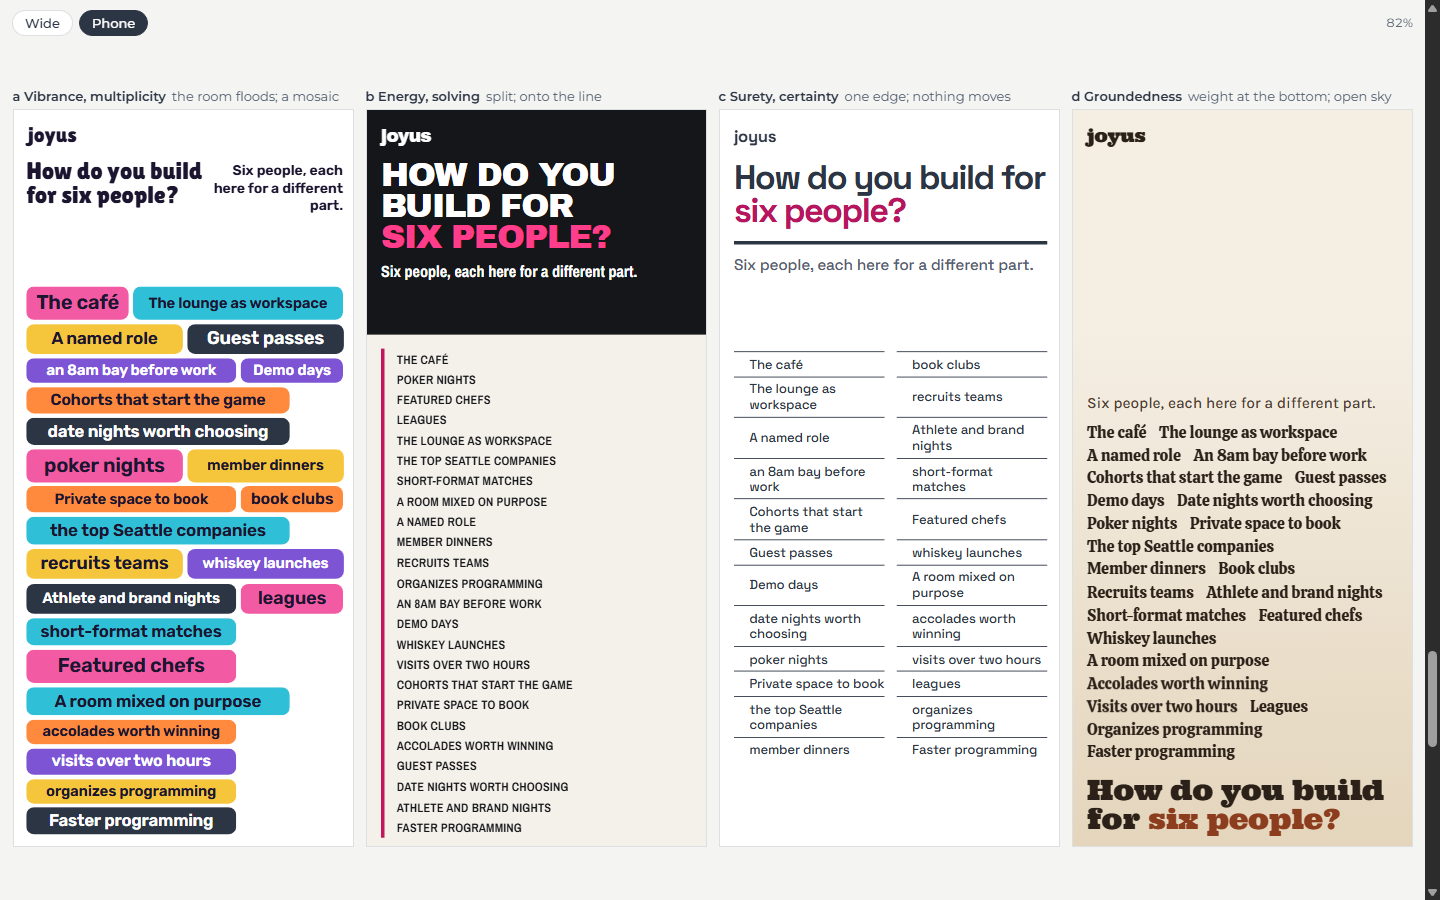 Wide
Phone
82%
a Vibrance, multiplicity the room floods; a mosaic
joyus
How do you build
for six people?
Six people, each
here for a different
part.
The café
The lounge as workspace
A named role
Guest passes
an 8am bay before work
Demo days
Cohorts that start the game
date nights worth choosing
poker nights
member dinners
Private space to book
book clubs
the top Seattle companies
recruits teams
whiskey launches
Athlete and brand nights
leagues
short-format matches
Featured chefs
A room mixed on purpose
accolades worth winning
visits over two hours
organizes programming
Faster programming
b Energy, solving split; onto the line
joyus
HOW DO YOU
BUILD FOR
SIX PEOPLE?
Six people, each here for a different part.
THE CAFÉ
POKER NIGHTS
FEATURED CHEFS
LEAGUES
THE LOUNGE AS WORKSPACE
THE TOP SEATTLE COMPANIES
SHORT-FORMAT MATCHES
A ROOM MIXED ON PURPOSE
A NAMED ROLE
MEMBER DINNERS
RECRUITS TEAMS
ORGANIZES PROGRAMMING
AN 8AM BAY BEFORE WORK
DEMO DAYS
WHISKEY LAUNCHES
VISITS OVER TWO HOURS
COHORTS THAT START THE GAME
PRIVATE SPACE TO BOOK
BOOK CLUBS
ACCOLADES WORTH WINNING
GUEST PASSES
DATE NIGHTS WORTH CHOOSING
ATHLETE AND BRAND NIGHTS
FASTER PROGRAMMING
c Surety, certainty one edge; nothing moves
joyus
How do you build for
six people?
Six people, each here for a different part.
The café
The lounge as
workspace
A named role
an 8am bay before
work
Cohorts that start
the game
Guest passes
Demo days
date nights worth
choosing
poker nights
Private space to book
the top Seattle
companies
member dinners
book clubs
recruits teams
Athlete and brand
nights
short-format
matches
Featured chefs
whiskey launches
A room mixed on
purpose
accolades worth
winning
visits over two hours
leagues
organizes
programming
Faster programming
d Groundedness weight at the bottom; open sky
joyus
Six people, each here for a different part.
The café The lounge as workspace
A named role An 8am bay before work
Cohorts that start the game Guest passes
Demo days Date nights worth choosing
Poker nights Private space to book
The top Seattle companies
Member dinners Book clubs
Recruits teams Athlete and brand nights
Short-format matches Featured chefs
Whiskey launches
A room mixed on purpose
Accolades worth winning
Visits over two hours Leagues
Organizes programming
Faster programming
How do you build
for six people?